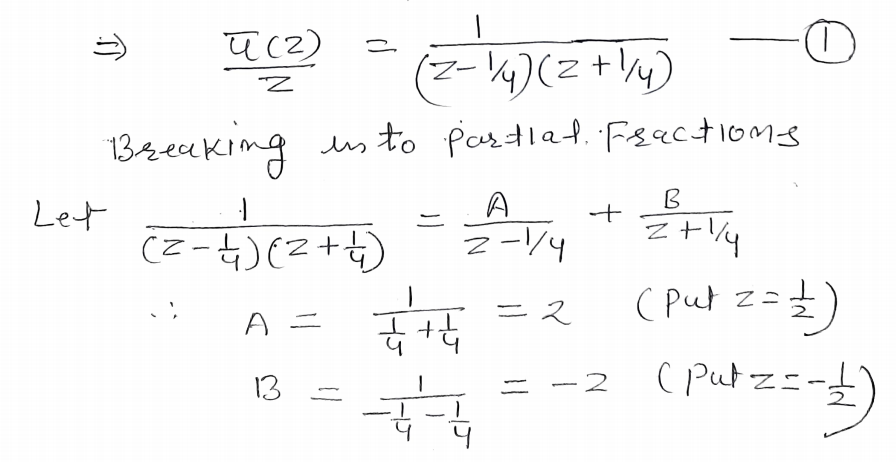 ⇒ ū(z)/z = 1/((z-1/4)(z+1/4)) — ①
Breaking into Partial Fractions
Let 1/((z-1/4)(z+1/4)) = A/(z-1/4) + B/(z+1/4)
∴ A = 1/(1/4+1/4) = 2 (Put z=1/2)
B = 1/(-1/4-1/4) = -2 (Put z=-1/2)